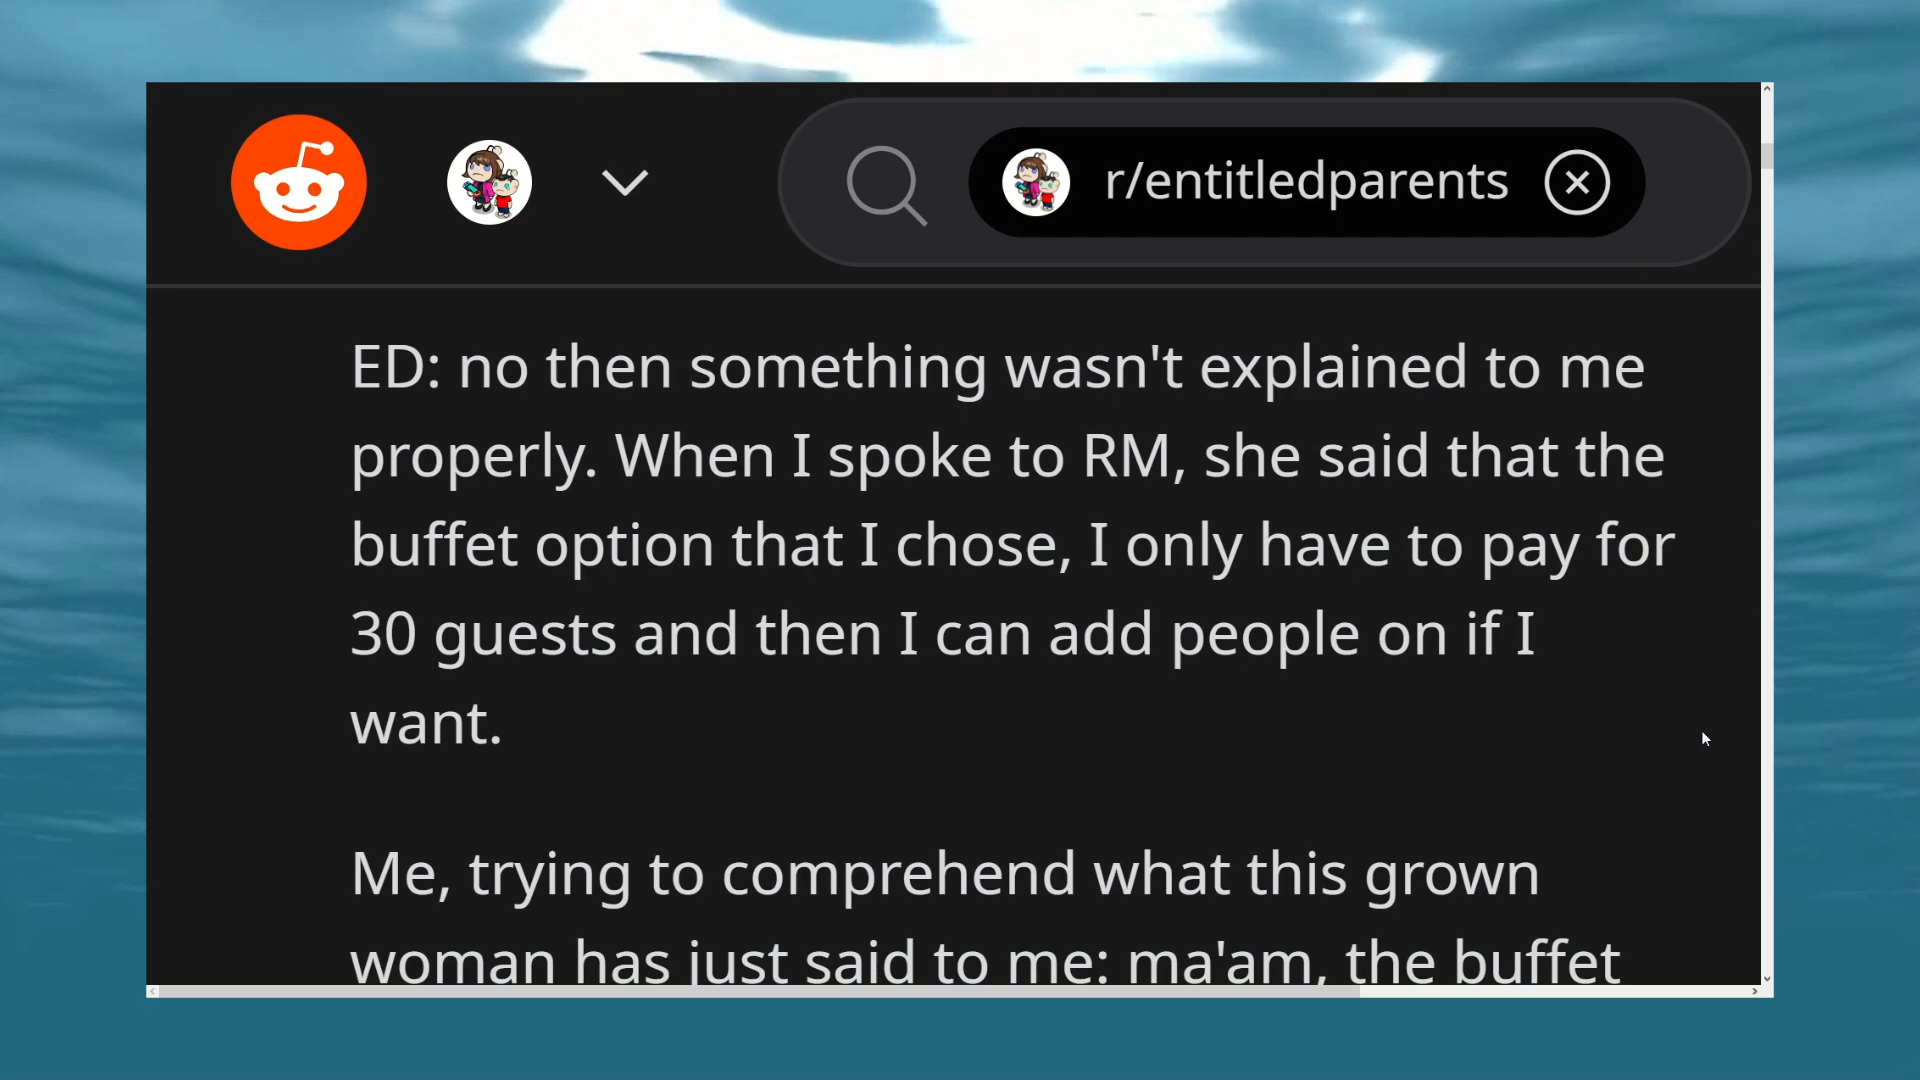 r/entitledparents
ED: no then something wasn't explained to me
properly. When I spoke to RM, she said that the
buffet option that I chose, I only have to pay for
30 guests and then I can add people on if I
want.
Me, trying to comprehend what this grown
woman has just said to me: ma'am, the buffet